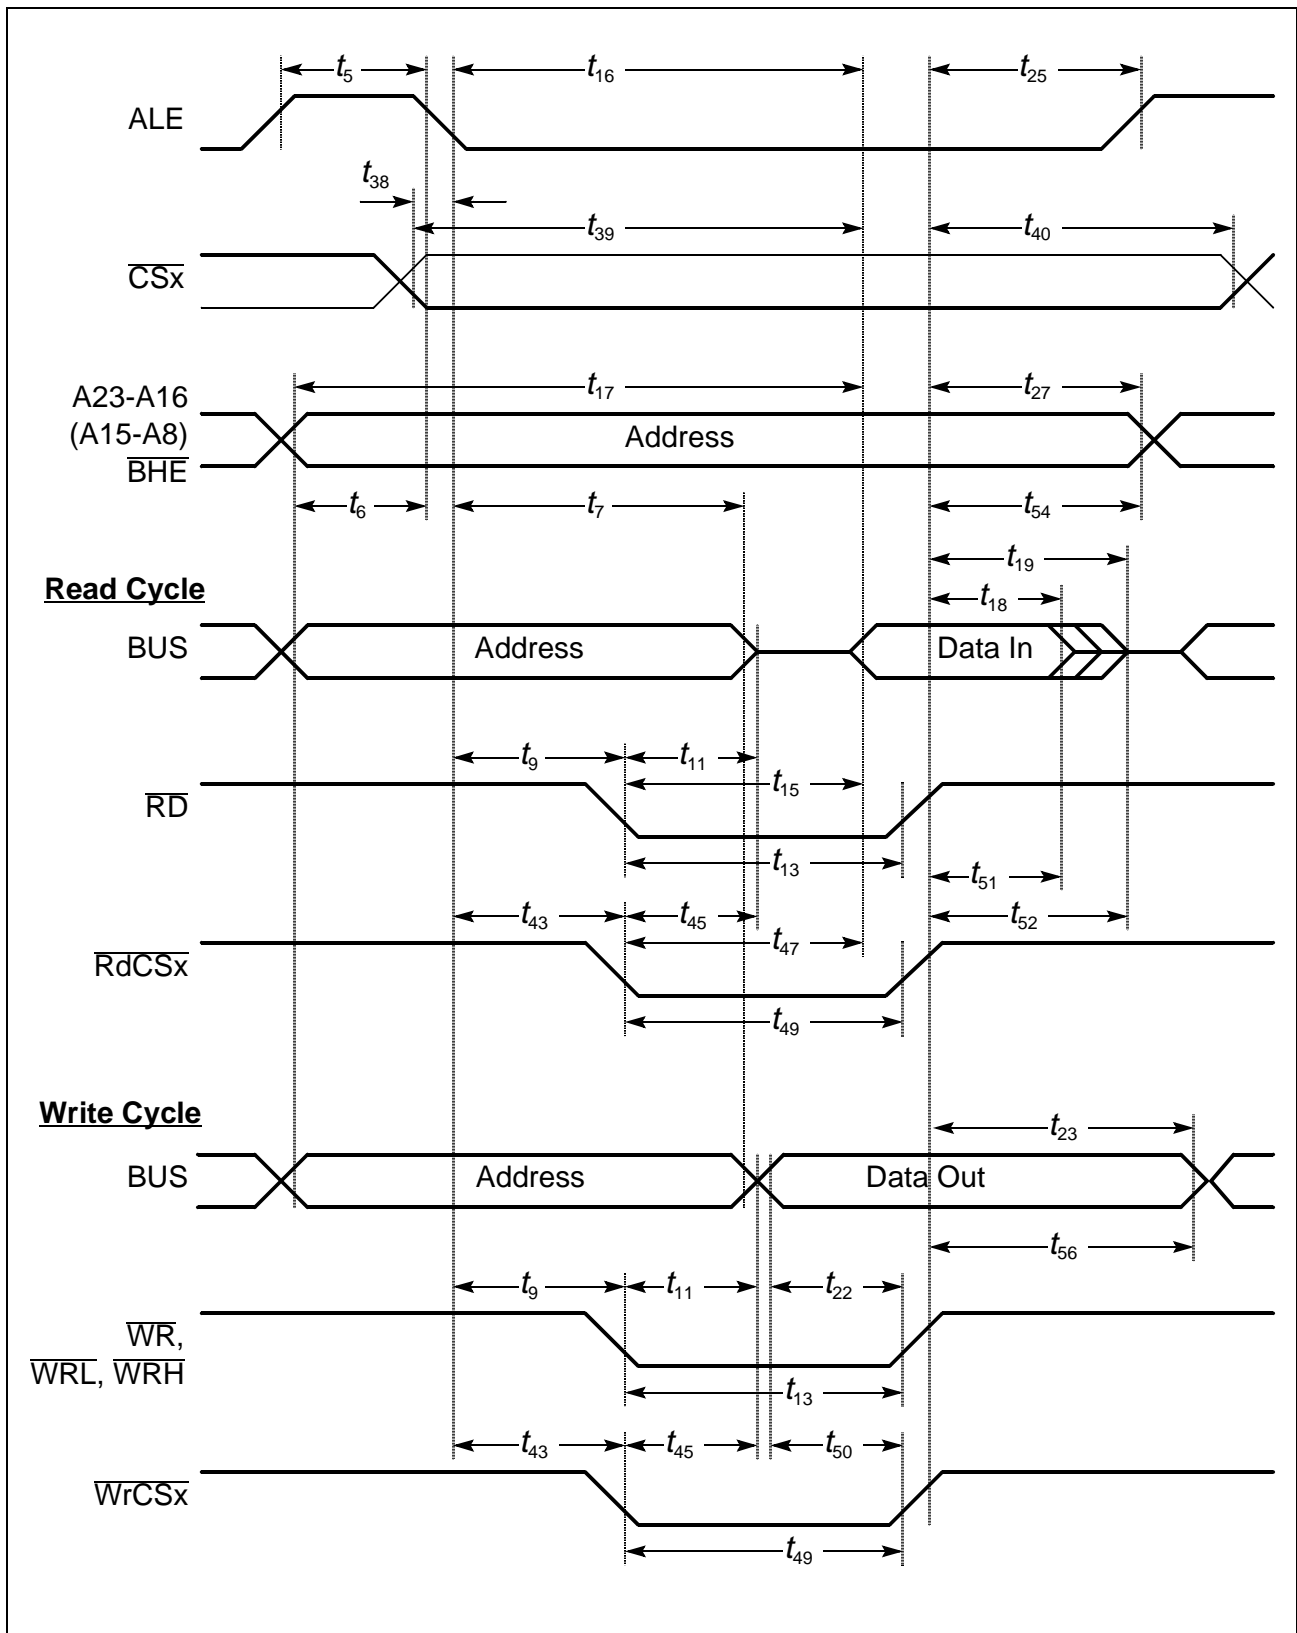 t5 t16 t25
ALE
t38
t39 t40
CSx
t17 t27
A23-A16
(A15-A8)
BHE
Address
t6 t7 t54
t19
Read Cycle
t18
BUS Address Data In
t9 t11
t15
RD
t13
t51
t43 t45 t52
t47
RdCSx
t49
Write Cycle
t23
BUS Address Data Out
t56
t9 t11 t22
WR,
WRL, WRH
t13
t43 t45 t50
WrCSx
t49